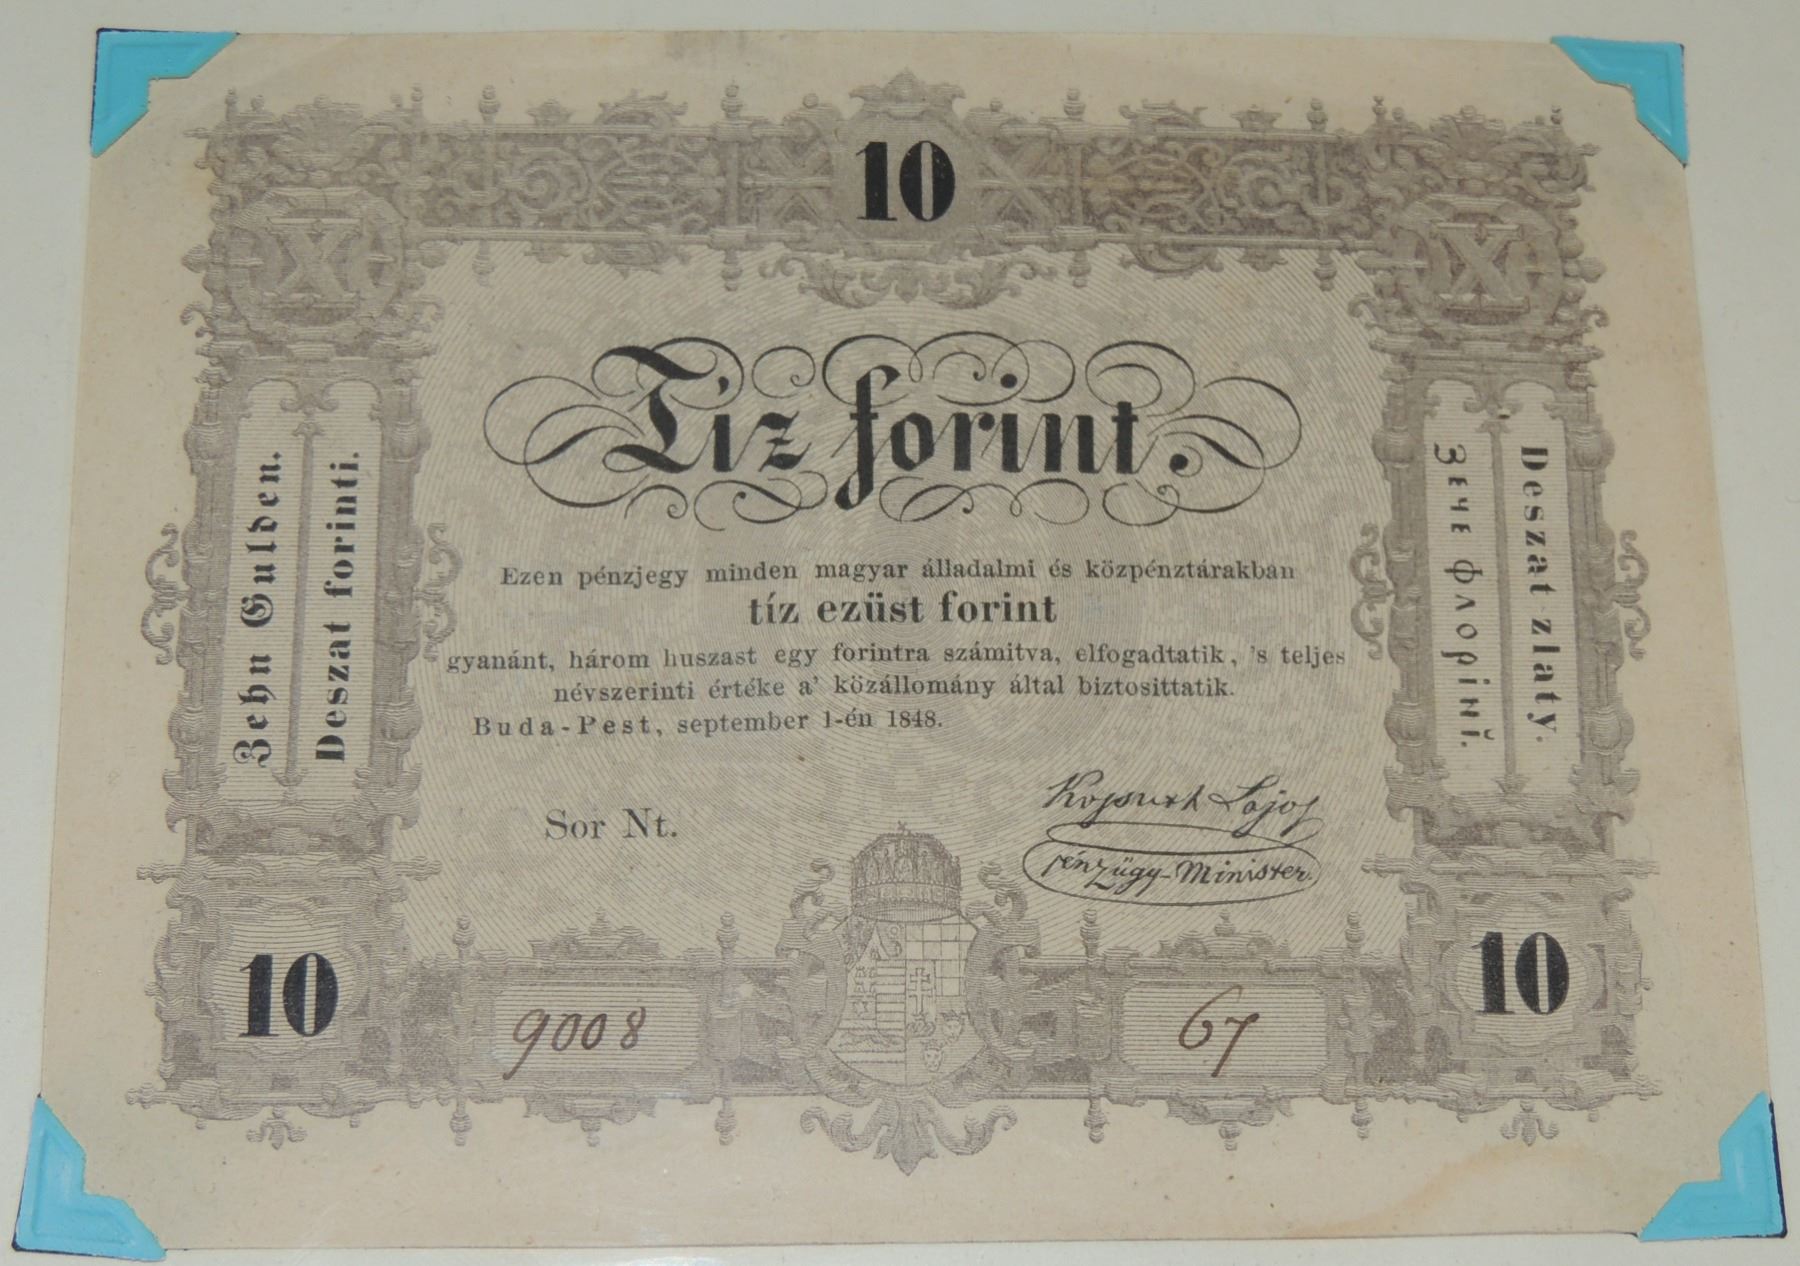 10
X
X
Tiz forint.
Zehn Gulden.
Deszat forinti.
Зече флорінї.
Deszat zlaty.
Ezen pénzjegy minden magyar álladalmi és közpénztárakban
tíz ezüst forint
gyanánt, három huszast egy forintra számitva, elfogadtatik, 's teljes
névszerinti értéke a' közállomány által biztosittatik.
Buda-Pest, september 1-én 1848.
Sor Nt.
Kossuth Lajos
pénzügy-Minister.
10
10
9008
67